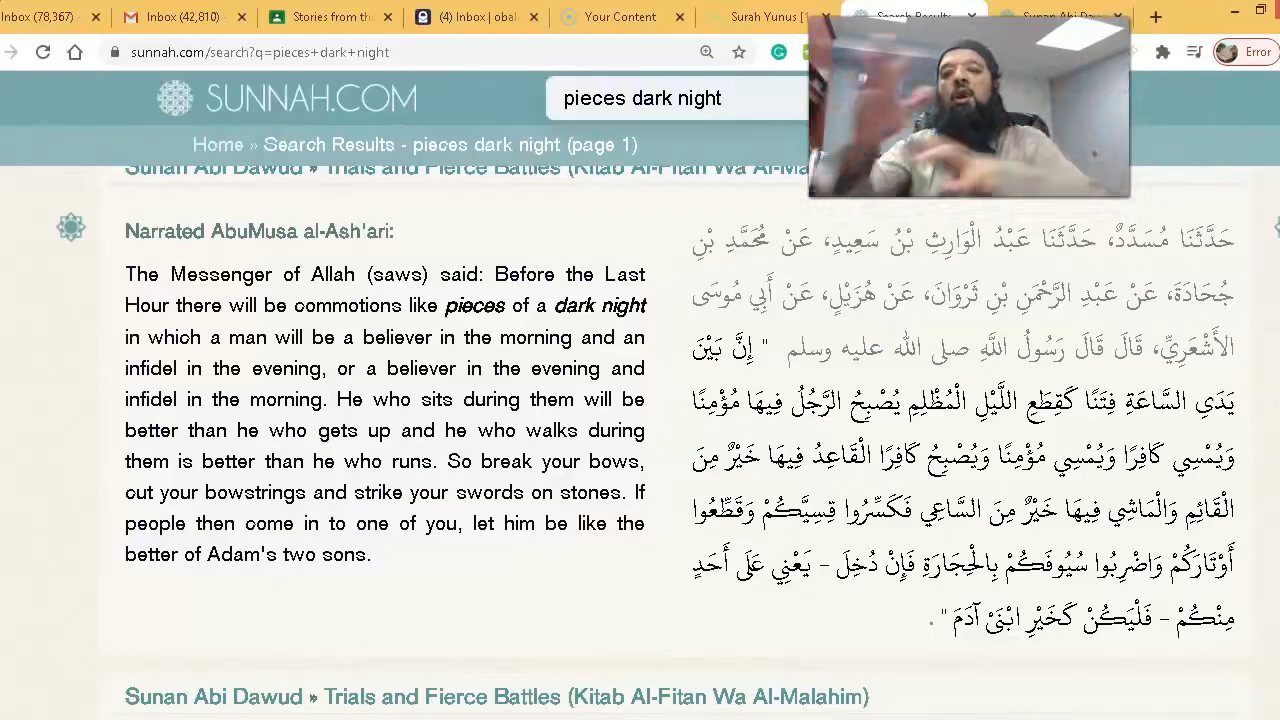 Inbox (78,367)
Inbox (42,810) -
Stories from th
(4) Inbox | obal
Your Content
Surah Yunus [1
Search Results
Sunan Abi Daw
sunnah.com/search?q=pieces+dark+night
Error
SUNNAH.COM
pieces dark night
Home » Search Results - pieces dark night (page 1)
Sunan Abi Dawud » Trials and Fierce Battles (Kitab Al-Fitan Wa Al-Ma
Narrated AbuMusa al-Ash'ari:
The Messenger of Allah (saws) said: Before the Last
Hour there will be commotions like pieces of a dark night
in which a man will be a believer in the morning and an
infidel in the evening, or a believer in the evening and
infidel in the morning. He who sits during them will be
better than he who gets up and he who walks during
them is better than he who runs. So break your bows,
cut your bowstrings and strike your swords on stones. If
people then come in to one of you, let him be like the
better of Adam's two sons.
حَدَّثَنَا مُسَدَّدٌ، حَدَّثَنَا عَبْدُ الْوَارِثِ بْنُ سَعِيدٍ، عَنْ مُحَمَّدِ بْنِ
جُحَادَةَ، عَنْ عَبْدِ الرَّحْمَنِ بْنِ ثَرْوَانَ، عَنْ هُزَيْلٍ، عَنْ أَبِي مُوسَى
الأَشْعَرِيِّ، قَالَ قَالَ رَسُولُ اللَّهِ صلى الله عليه وسلم ‏"‏ إِنَّ بَيْنَ
يَدَىِ السَّاعَةِ فِتَنًا كَقِطَعِ اللَّيْلِ الْمُظْلِمِ يُصْبِحُ الرَّجُلُ فِيهَا مُؤْمِنًا
وَيُمْسِي كَافِرًا وَيُمْسِي مُؤْمِنًا وَيُصْبِحُ كَافِرًا الْقَاعِدُ فِيهَا خَيْرٌ مِنَ
الْقَائِمِ وَالْمَاشِي فِيهَا خَيْرٌ مِنَ السَّاعِي فَكَسِّرُوا قِسِيَّكُمْ وَقَطِّعُوا
أَوْتَارَكُمْ وَاضْرِبُوا سُيُوفَكُمْ بِالْحِجَارَةِ فَإِنْ دُخِلَ - يَعْنِي عَلَى أَحَدٍ
مِنْكُمْ - فَلْيَكُنْ كَخَيْرِ ابْنَىْ آدَمَ ‏"‏ ‏.‏
Sunan Abi Dawud » Trials and Fierce Battles (Kitab Al-Fitan Wa Al-Malahim)